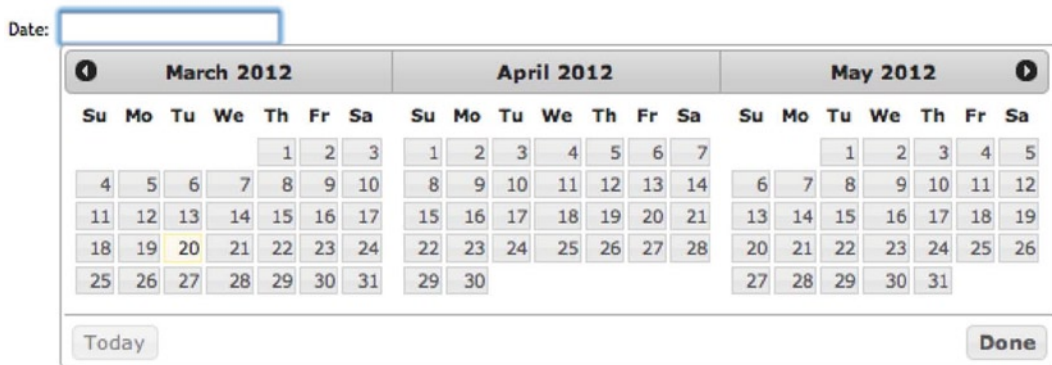 Date:
March 2012 April 2012 May 2012
Su Mo Tu We Th Fr Sa Su Mo Tu We Th Fr Sa Su Mo Tu We Th Fr Sa
1 2 3 1 2 3 4 5 6 7 1 2 3 4 5
4 5 6 7 8 9 10 8 9 10 11 12 13 14 6 7 8 9 10 11 12
11 12 13 14 15 16 17 15 16 17 18 19 20 21 13 14 15 16 17 18 19
18 19 20 21 22 23 24 22 23 24 25 26 27 28 20 21 22 23 24 25 26
25 26 27 28 29 30 31 29 30 27 28 29 30 31
Today Done